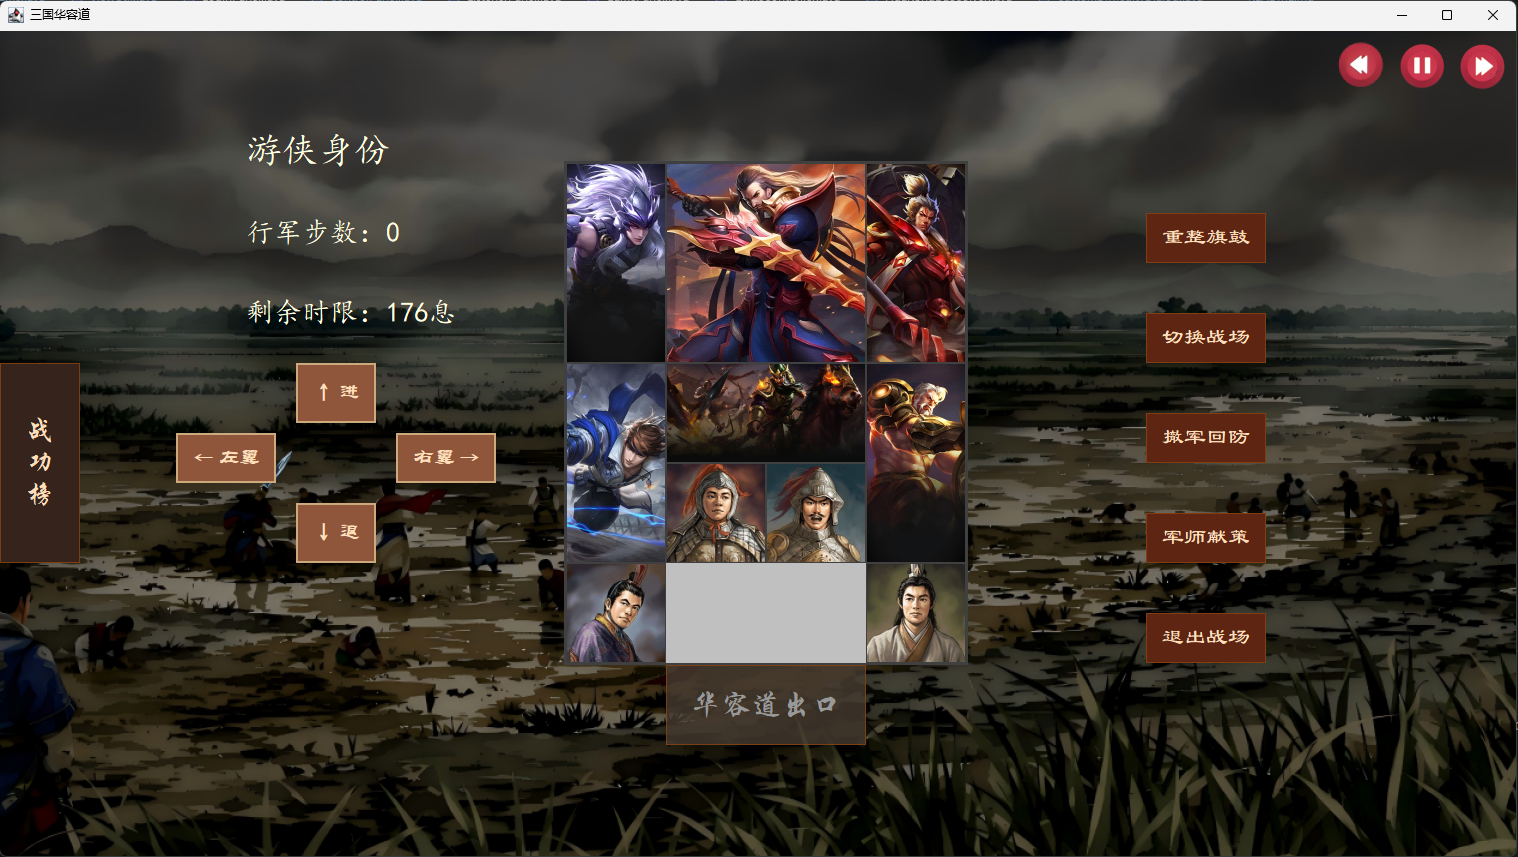 三国华容道
游侠身份
行军步数：0
剩余时限：176息
↑ 进
← 左翼
右翼 →
↓ 退
战功榜
重整旗鼓
切换战场
撤军回防
军师献策
退出战场
华容道出口